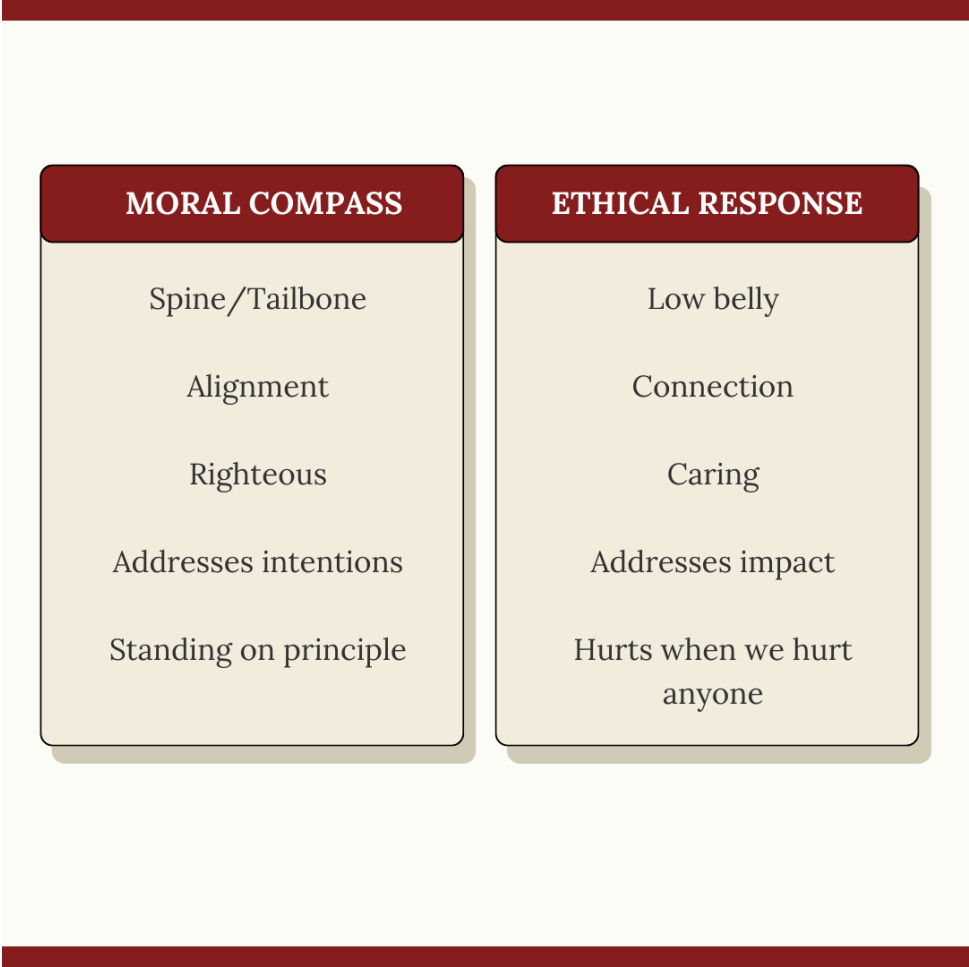 MORAL COMPASS
Spine/Tailbone
Alignment
Righteous
Addresses intentions
Standing on principle
ETHICAL RESPONSE
Low belly
Connection
Caring
Addresses impact
Hurts when we hurt
anyone